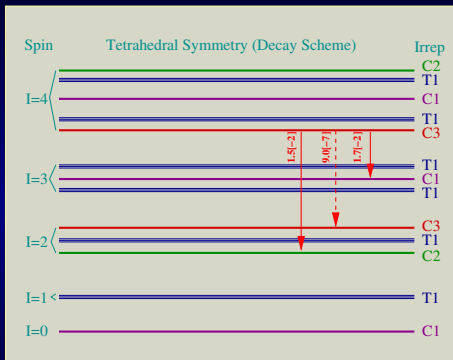 Spin Tetrahedral Symmetry (Decay Scheme) Irrep
C2
T1
I=4 C1
T1
C3
1.5[-2] 9.0[-7] 1.7[-2]
T1
I=3 C1
T1
C3
I=2 T1
C2
I=1 T1
I=0 C1